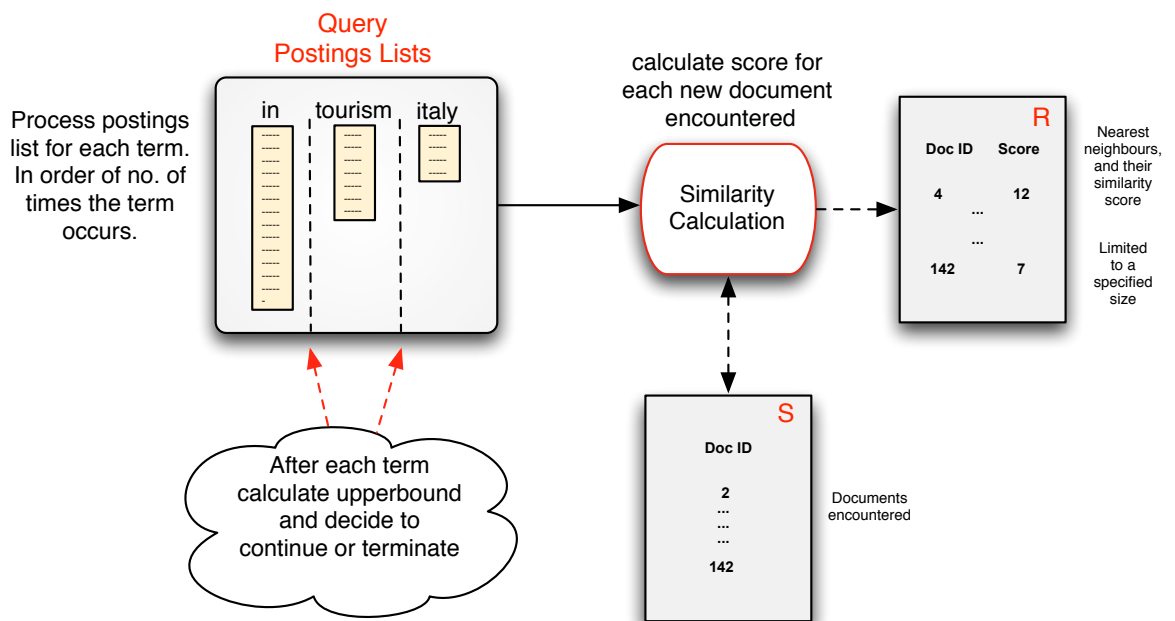 Query
Postings Lists
Process postings
list for each term.
In order of no. of
times the term
occurs.
in tourism italy
-----
-----
-----
-----
-----
-----
-----
-----
-----
-----
-----
-----
-----
-
-----
-----
-----
-----
-----
-----
-----
-----
-----
-----
-----
-----
calculate score for
each new document
encountered
Similarity
Calculation
R
Doc ID Score
4 12
...
...
142 7
Nearest
neighbours,
and their
similarity
score
Limited
to a
specified
size
After each term
calculate upperbound
and decide to
continue or terminate
S
Doc ID
2
...
...
...
142
Documents
encountered